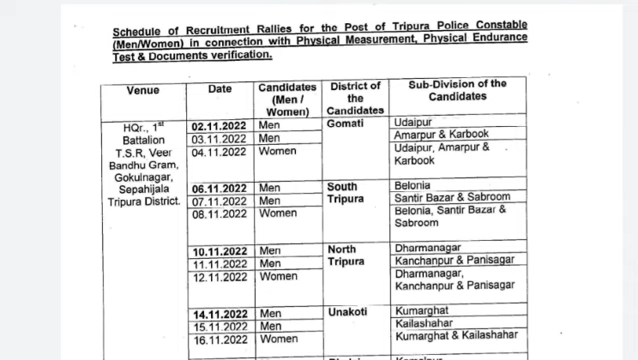 Schedule of Recruitment Rallies for the Post of Tripura Police Constable
(Men/Women) in connection with Physical Measurement, Physical Endurance
Test & Documents verification.
Venue Date Candidates (Men / Women) District of the Candidates Sub-Division of the Candidates
HQr., 1st Battalion T.S.R, Veer Bandhu Gram, Gokulnagar, Sepahijala Tripura District.
02.11.2022 Men Gomati Udaipur
03.11.2022 Men Amarpur & Karbook
04.11.2022 Women Udaipur, Amarpur & Karbook
06.11.2022 Men South Tripura Belonia
07.11.2022 Men Santir Bazar & Sabroom
08.11.2022 Women Belonia, Santir Bazar & Sabroom
10.11.2022 Men North Tripura Dharmanagar
11.11.2022 Men Kanchanpur & Panisagar
12.11.2022 Women Dharmanagar, Kanchanpur & Panisagar
14.11.2022 Men Unakoti Kumarghat
15.11.2022 Men Kailashahar
16.11.2022 Women Kumarghat & Kailashahar